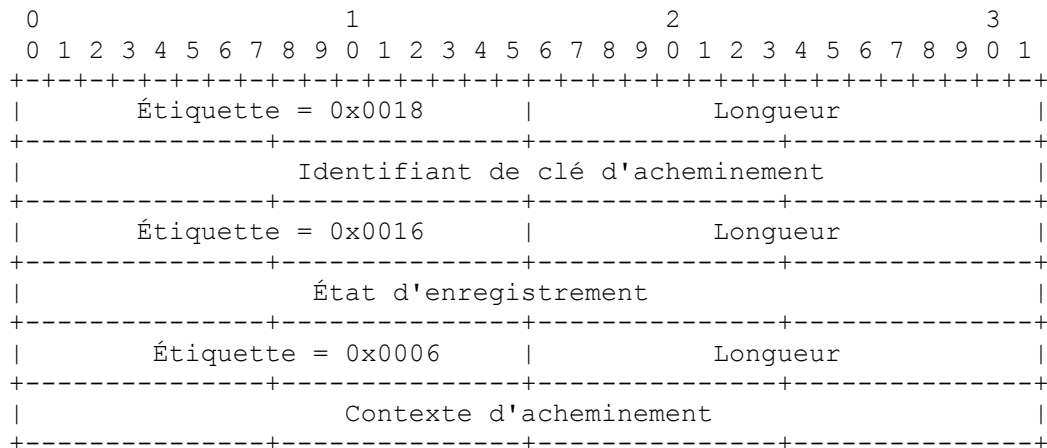 0 1 2 3
0 1 2 3 4 5 6 7 8 9 0 1 2 3 4 5 6 7 8 9 0 1 2 3 4 5 6 7 8 9 0 1
+-+-+-+-+-+-+-+-+-+-+-+-+-+-+-+-+-+-+-+-+-+-+-+-+-+-+-+-+-+-+-+-+
| Étiquette = 0x0018 | Longueur |
+---------------+---------------+---------------+---------------+
| Identifiant de clé d'acheminement |
+---------------+---------------+---------------+---------------+
| Étiquette = 0x0016 | Longueur |
+---------------+---------------+---------------+---------------+
| État d'enregistrement |
+---------------+---------------+---------------+---------------+
| Étiquette = 0x0006 | Longueur |
+---------------+---------------+---------------+---------------+
| Contexte d'acheminement |
+---------------+---------------+---------------+---------------+